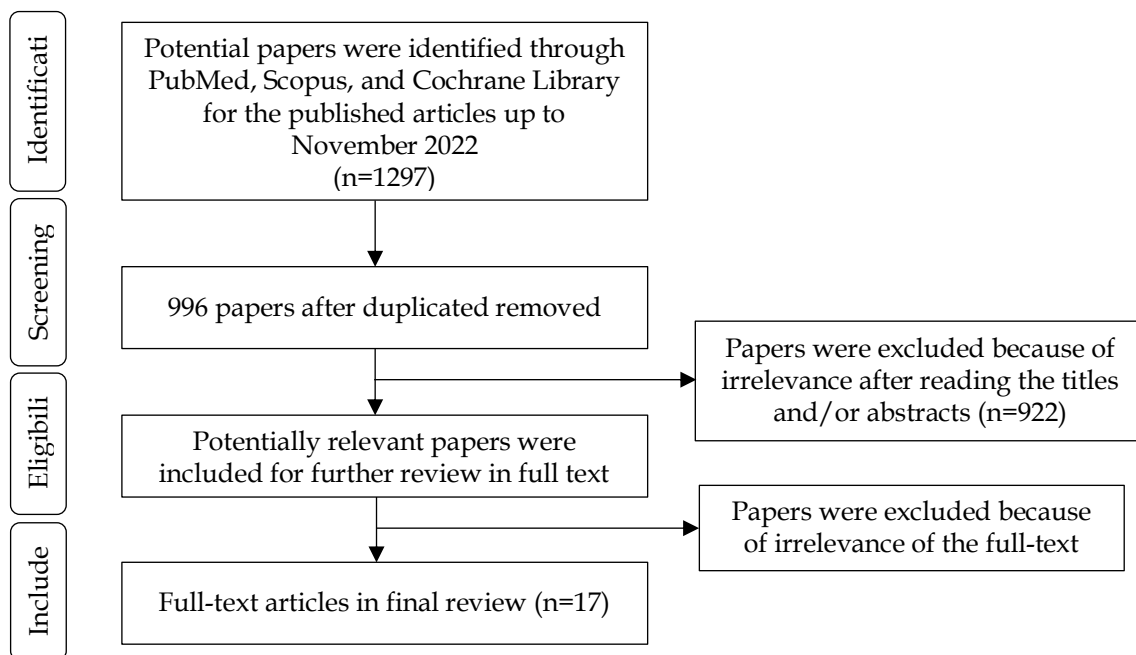 Identificati
Potential papers were identified through
PubMed, Scopus, and Cochrane Library
for the published articles up to
November 2022
(n=1297)
Screening
996 papers after duplicated removed
Papers were excluded because of
irrelevance after reading the titles
and/or abstracts (n=922)
Eligibili
Potentially relevant papers were
included for further review in full text
Papers were excluded because
of irrelevance of the full-text
Include
Full-text articles in final review (n=17)